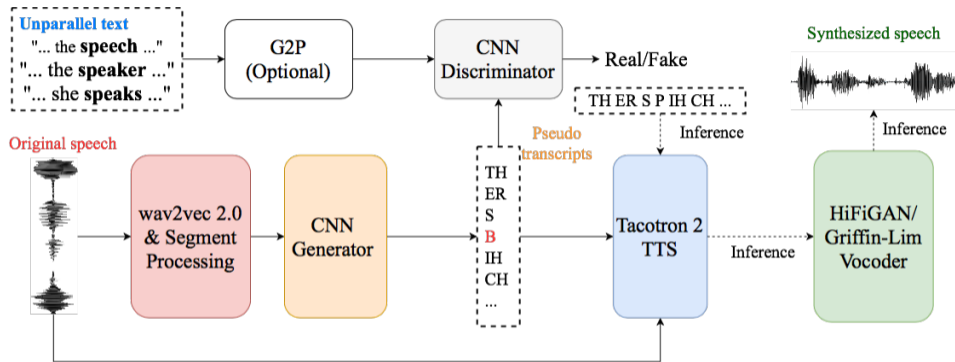 Unparallel text
"... the speech ..."
"... the speaker ..."
"... she speaks ..."
G2P
(Optional)
CNN
Discriminator
Real/Fake
Synthesized speech
TH ER S P IH CH ...
Inference
Inference
Original speech
Pseudo
transcripts
wav2vec 2.0
& Segment
Processing
CNN
Generator
TH
ER
S
B
IH
CH
...
Tacotron 2
TTS
Inference
HiFiGAN/
Griffin-Lim
Vocoder